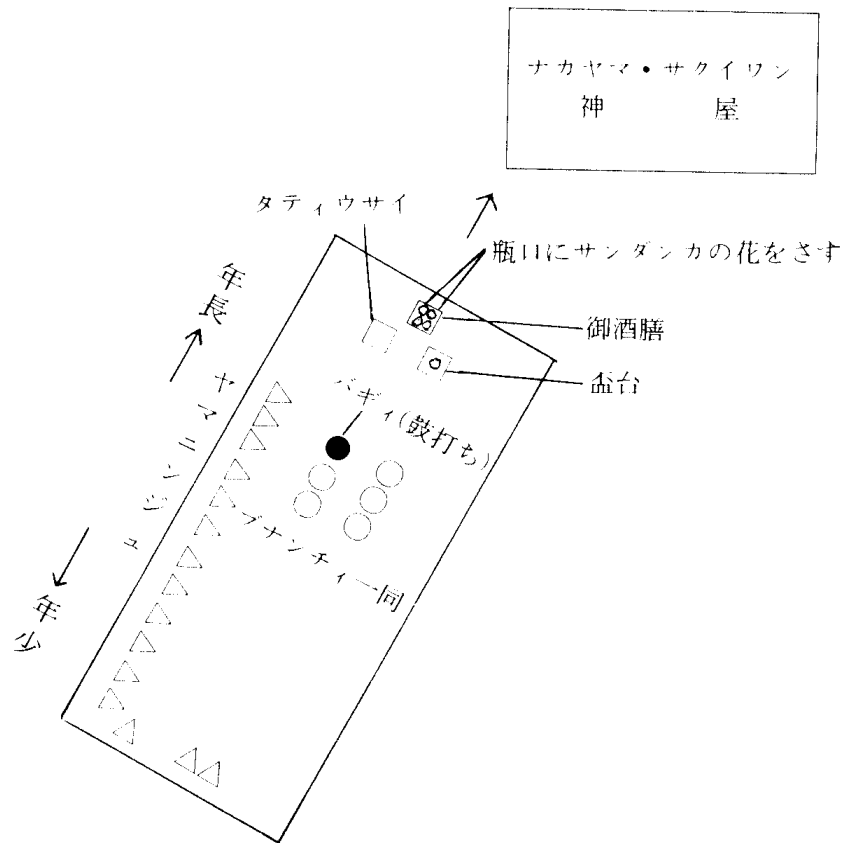 ナカヤマ・サクイワン
神屋
タティウサイ
瓶口にサンダンカの花をさす
御酒膳
盃台
年長
ヤマニンジュ
年少
バギィ(鼓打ち)
ブナンチィ一同